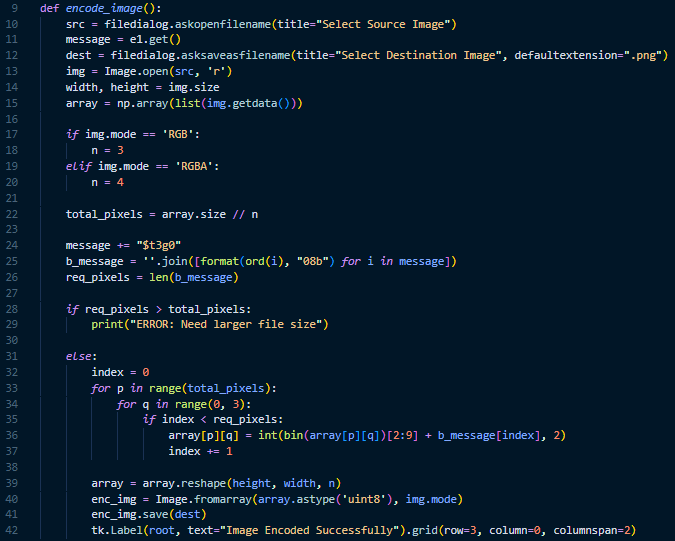 9 def encode_image():
10     src = filedialog.askopenfilename(title="Select Source Image")
11     message = e1.get()
12     dest = filedialog.asksaveasfilename(title="Select Destination Image", defaultextension=".png")
13     img = Image.open(src, 'r')
14     width, height = img.size
15     array = np.array(list(img.getdata()))
16
17     if img.mode == 'RGB':
18         n = 3
19     elif img.mode == 'RGBA':
20         n = 4
21
22     total_pixels = array.size // n
23
24     message += "$t3g0"
25     b_message = ''.join([format(ord(i), "08b") for i in message])
26     req_pixels = len(b_message)
27
28     if req_pixels > total_pixels:
29         print("ERROR: Need larger file size")
30
31     else:
32         index = 0
33         for p in range(total_pixels):
34             for q in range(0, 3):
35                 if index < req_pixels:
36                     array[p][q] = int(bin(array[p][q])[2:9] + b_message[index], 2)
37                     index += 1
38
39         array = array.reshape(height, width, n)
40         enc_img = Image.fromarray(array.astype('uint8'), img.mode)
41         enc_img.save(dest)
42         tk.Label(root, text="Image Encoded Successfully").grid(row=3, column=0, columnspan=2)